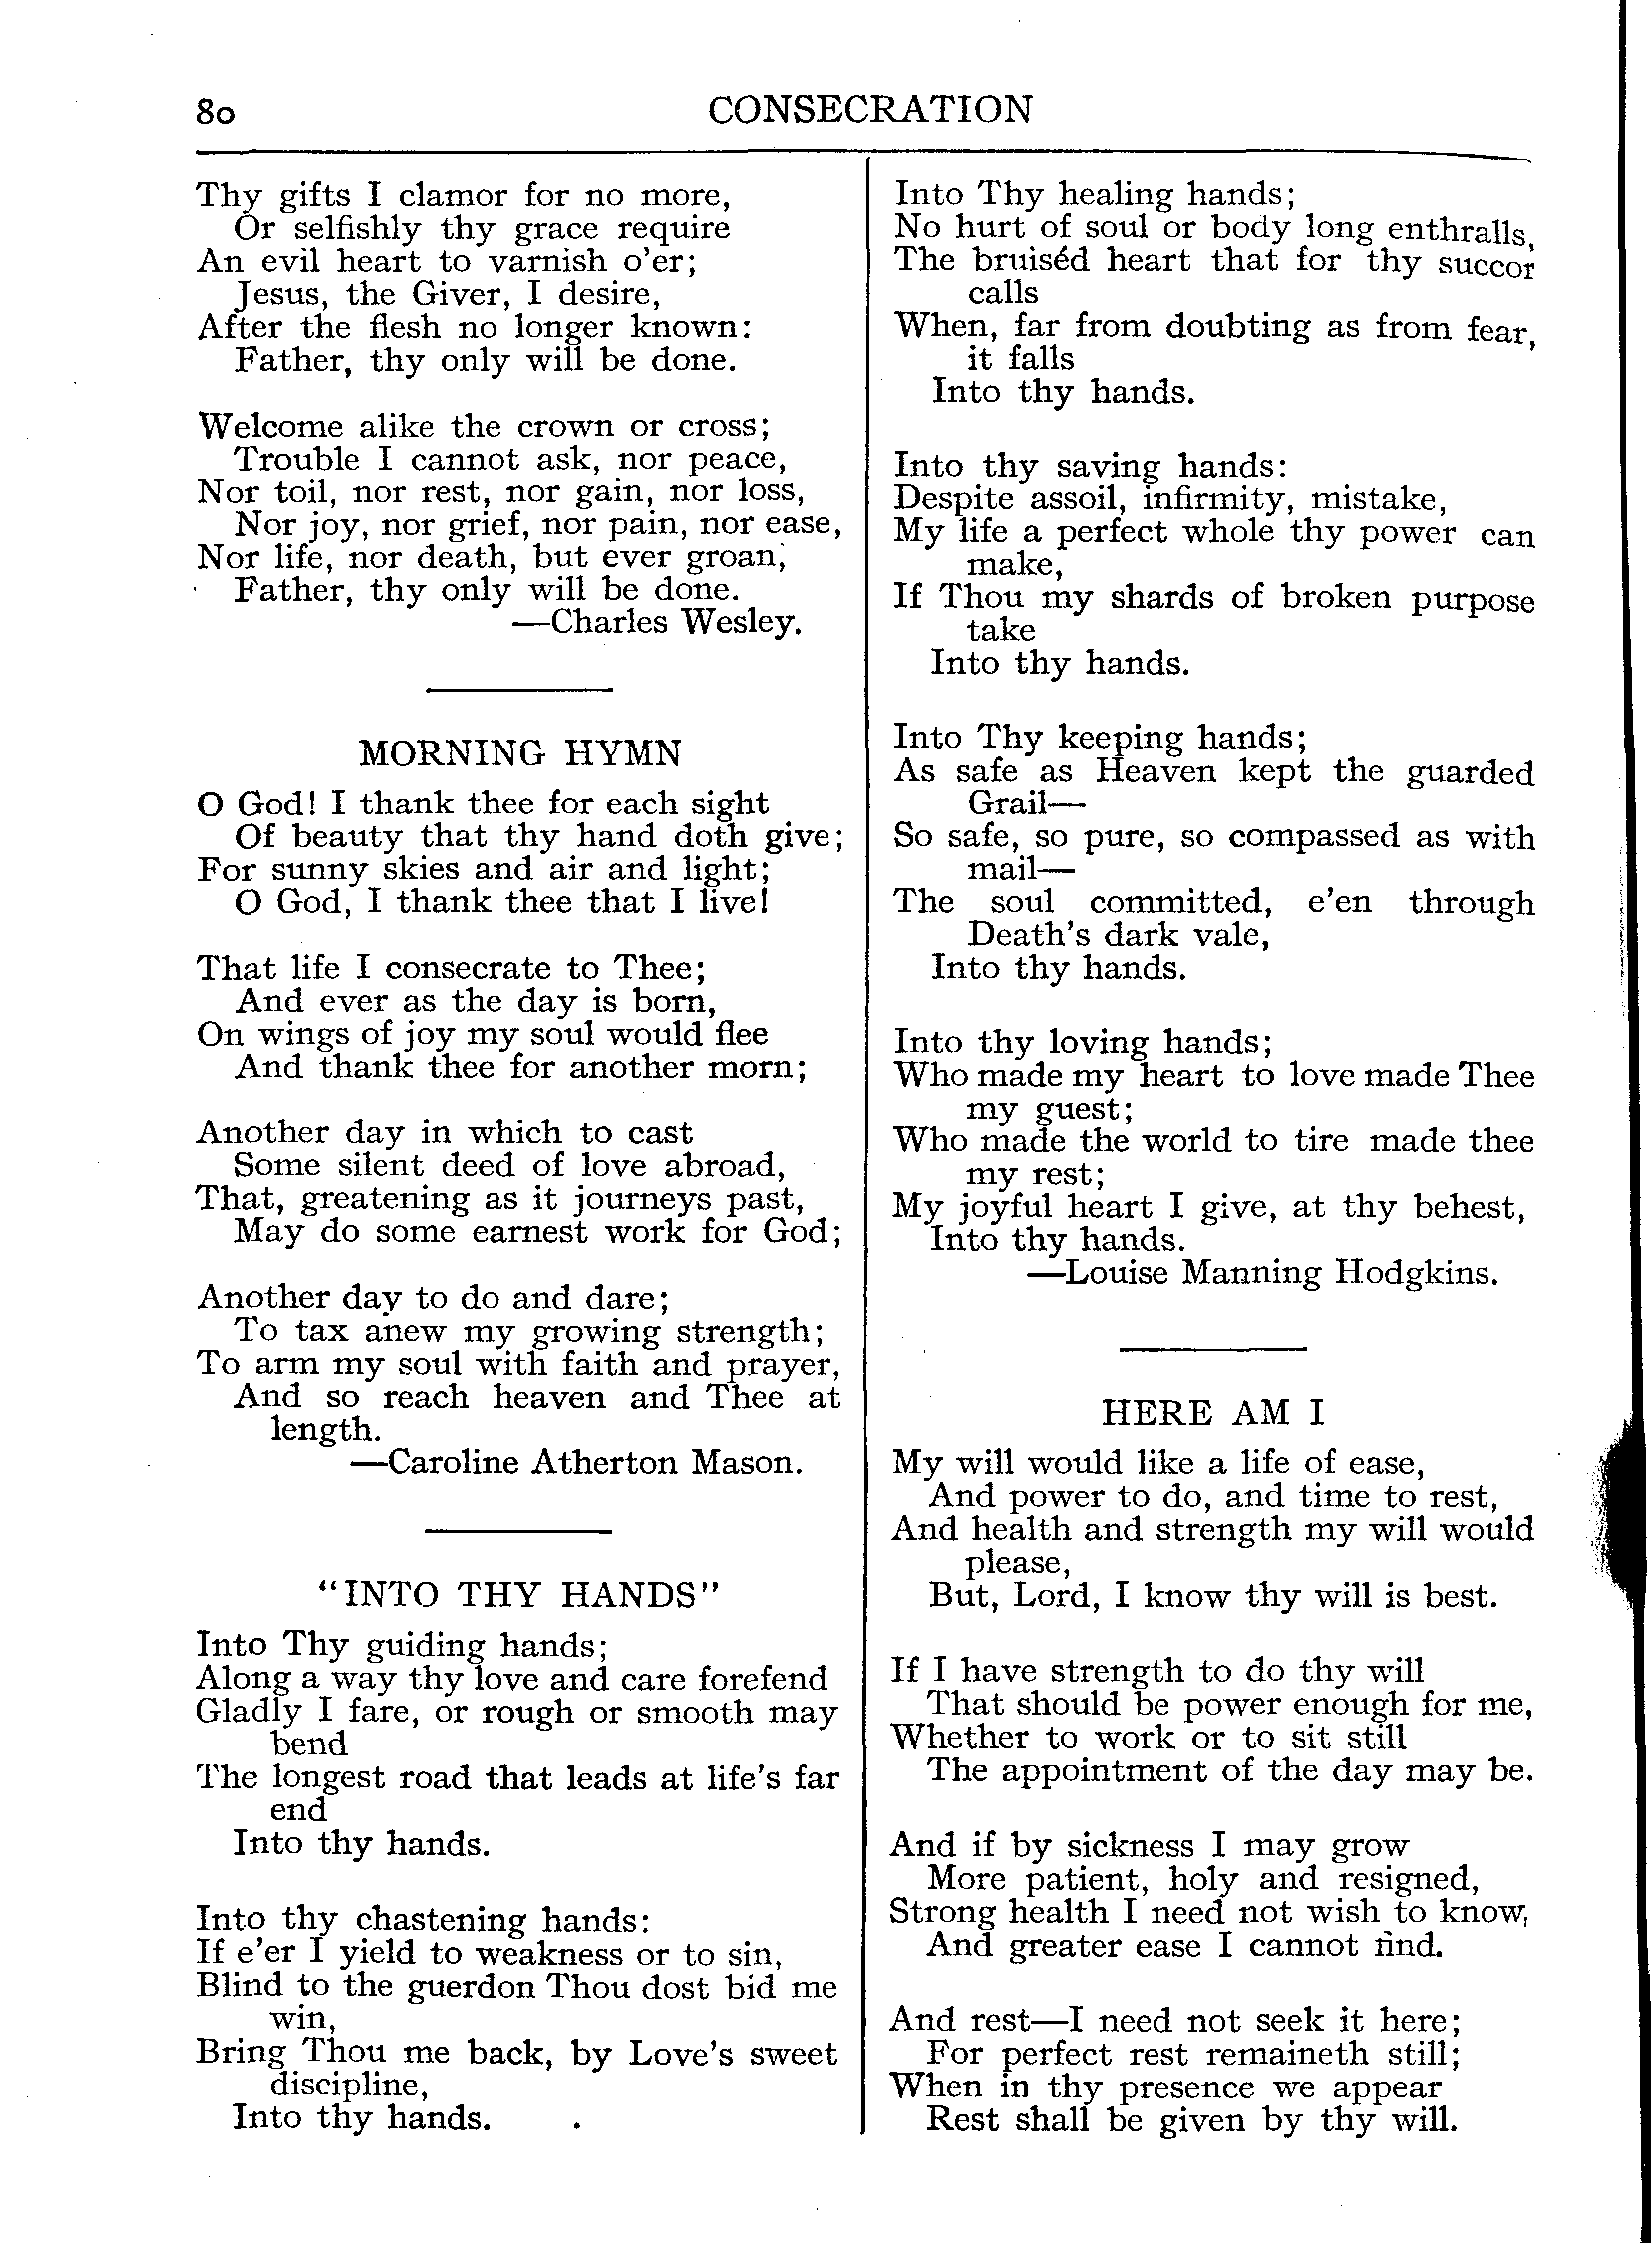 80
CONSECRATION
Thy gifts I clamor for no more,
Or selfishly thy grace require
An evil heart to varnish o'er;
Jesus, the Giver, I desire,
After the flesh no longer known:
Father, thy only will be done.
Welcome alike the crown or cross;
Trouble I cannot ask, nor peace,
Nor toil, nor rest, nor gain, nor loss,
Nor joy, nor grief, nor pain, nor ease,
Nor life, nor death, but ever groan,
Father, thy only will be done.
—Charles Wesley.
MORNING HYMN
O God! I thank thee for each sight
Of beauty that thy hand doth give;
For sunny skies and air and light;
O God, I thank thee that I live!
That life I consecrate to Thee;
And ever as the day is born,
On wings of joy my soul would flee
And thank thee for another morn;
Another day in which to cast
Some silent deed of love abroad,
That, greatening as it journeys past,
May do some earnest work for God;
Another day to do and dare;
To tax anew my growing strength;
To arm my soul with faith and prayer,
And so reach heaven and Thee at
length.
—Caroline Atherton Mason.
"INTO THY HANDS"
Into Thy guiding hands;
Along a way thy love and care forefend
Gladly I fare, or rough or smooth may
bend
The longest road that leads at life's far
end
Into thy hands.
Into thy chastening hands:
If e'er I yield to weakness or to sin,
Blind to the guerdon Thou dost bid me
win,
Bring Thou me back, by Love's sweet
discipline,
Into thy hands.
Into Thy healing hands;
No hurt of soul or body long enthralls,
The bruiséd heart that for thy succor
calls
When, far from doubting as from fear,
it falls
Into thy hands.
Into thy saving hands:
Despite assoil, infirmity, mistake,
My life a perfect whole thy power can
make,
If Thou my shards of broken purpose
take
Into thy hands.
Into Thy keeping hands;
As safe as Heaven kept the guarded
Grail—
So safe, so pure, so compassed as with
mail—
The soul committed, e'en through
Death's dark vale,
Into thy hands.
Into thy loving hands;
Who made my heart to love made Thee
my guest;
Who made the world to tire made thee
my rest;
My joyful heart I give, at thy behest,
Into thy hands.
—Louise Manning Hodgkins.
HERE AM I
My will would like a life of ease,
And power to do, and time to rest,
And health and strength my will would
please,
But, Lord, I know thy will is best.
If I have strength to do thy will
That should be power enough for me,
Whether to work or to sit still
The appointment of the day may be.
And if by sickness I may grow
More patient, holy and resigned,
Strong health I need not wish to know,
And greater ease I cannot find.
And rest—I need not seek it here;
For perfect rest remaineth still;
When in thy presence we appear
Rest shall be given by thy will.